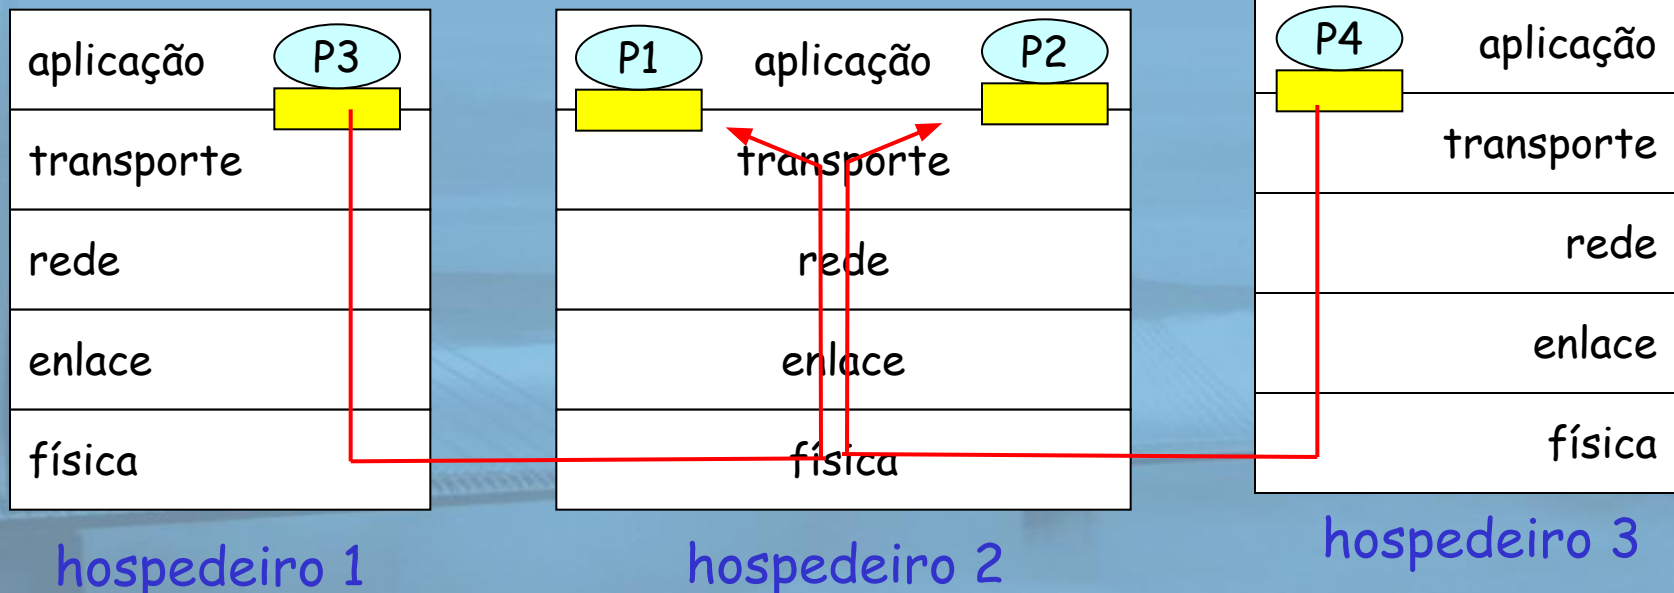 aplicação P3
transporte
rede
enlace
física
hospedeiro 1
P1 aplicação P2
transporte
rede
enlace
física
hospedeiro 2
P4 aplicação
transporte
rede
enlace
física
hospedeiro 3